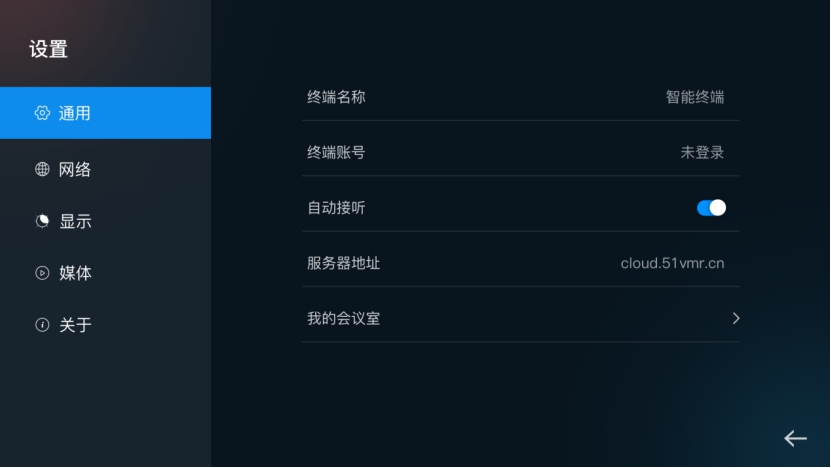 设置
通用
网络
显示
媒体
关于
终端名称 智能终端
终端账号 未登录
自动接听
服务器地址 cloud.51vmr.cn
我的会议室